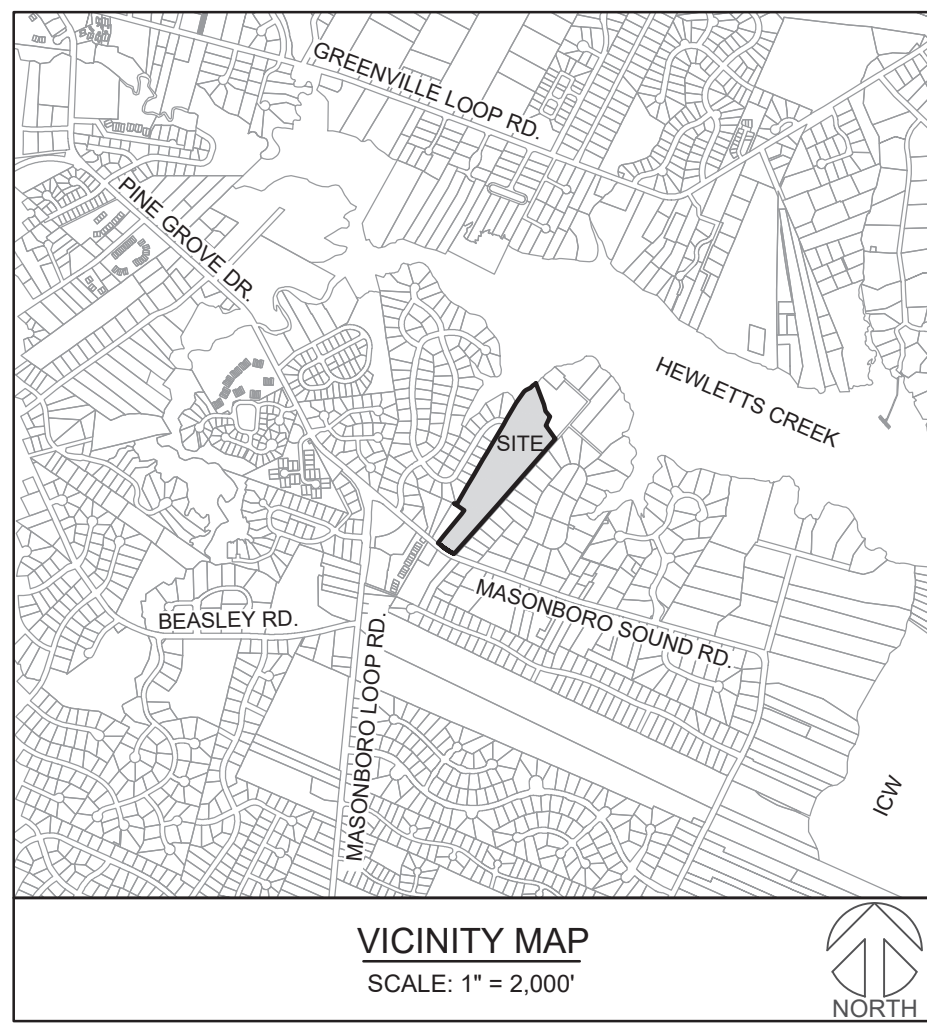 GREENVILLE LOOP RD.
PINE GROVE DR.
HEWLETTS CREEK
SITE
MASONBORO SOUND RD.
BEASLEY RD.
MASONBORO LOOP RD.
ICW
VICINITY MAP
SCALE: 1" = 2,000'
NORTH